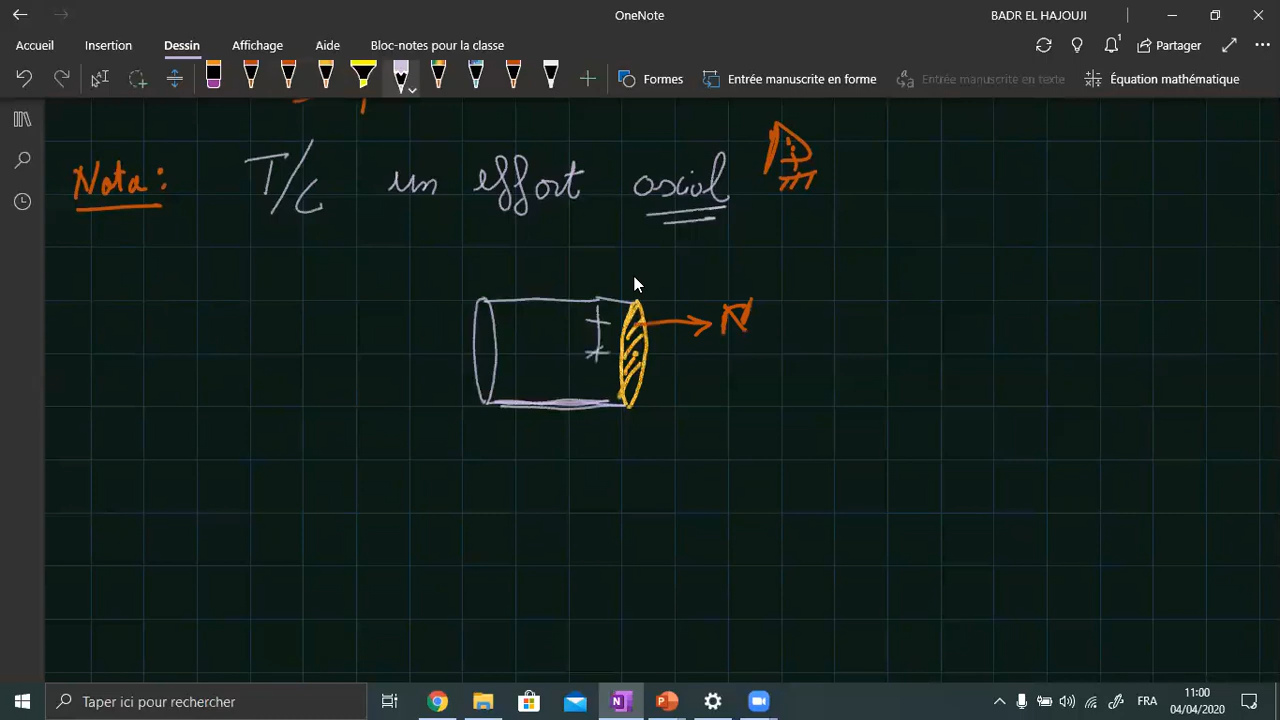 OneNote
BADR EL HAJOUJI
Accueil Insertion Dessin Affichage Aide Bloc-notes pour la classe Partager
Formes Entrée manuscrite en forme Entrée manuscrite en texte Équation mathématique
Nota: T/C un effort axial
N
Taper ici pour rechercher
FRA
11:00
04/04/2020